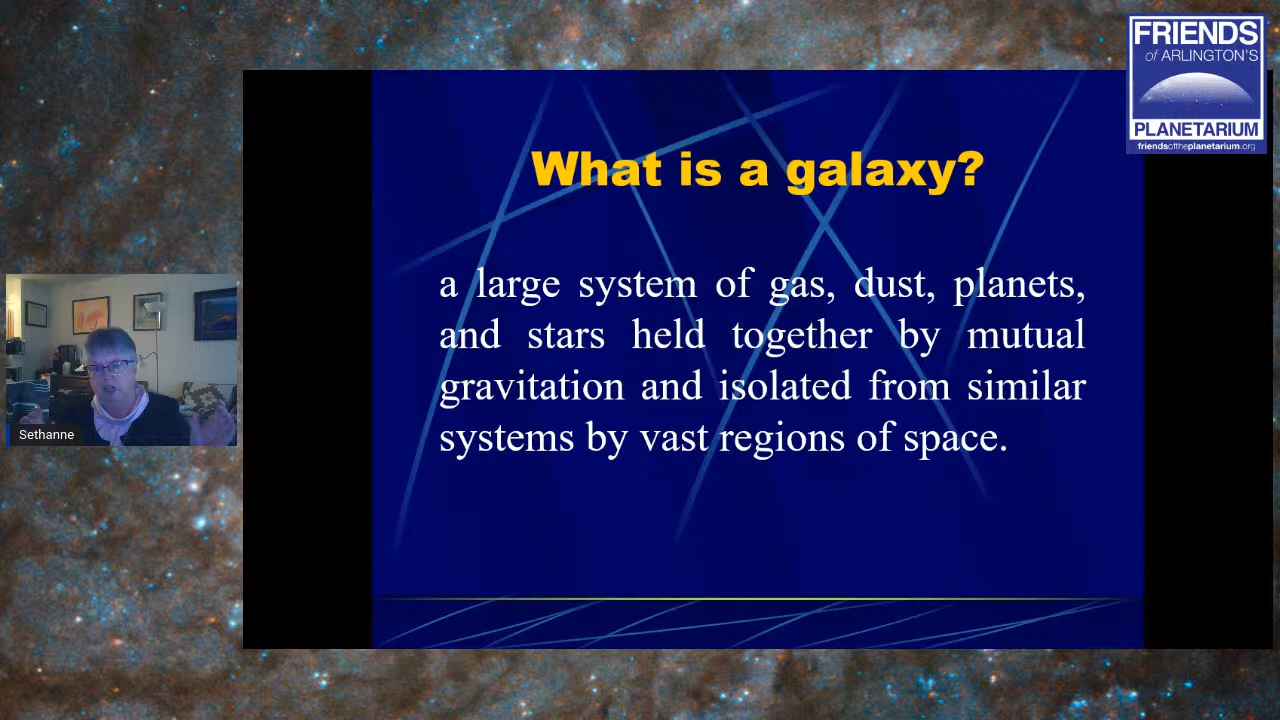 FRIENDS
of ARLINGTON'S
PLANETARIUM
friendsoftheplanetarium.org
What is a galaxy?
a large system of gas, dust, planets,
and stars held together by mutual
gravitation and isolated from similar
systems by vast regions of space.
Sethanne